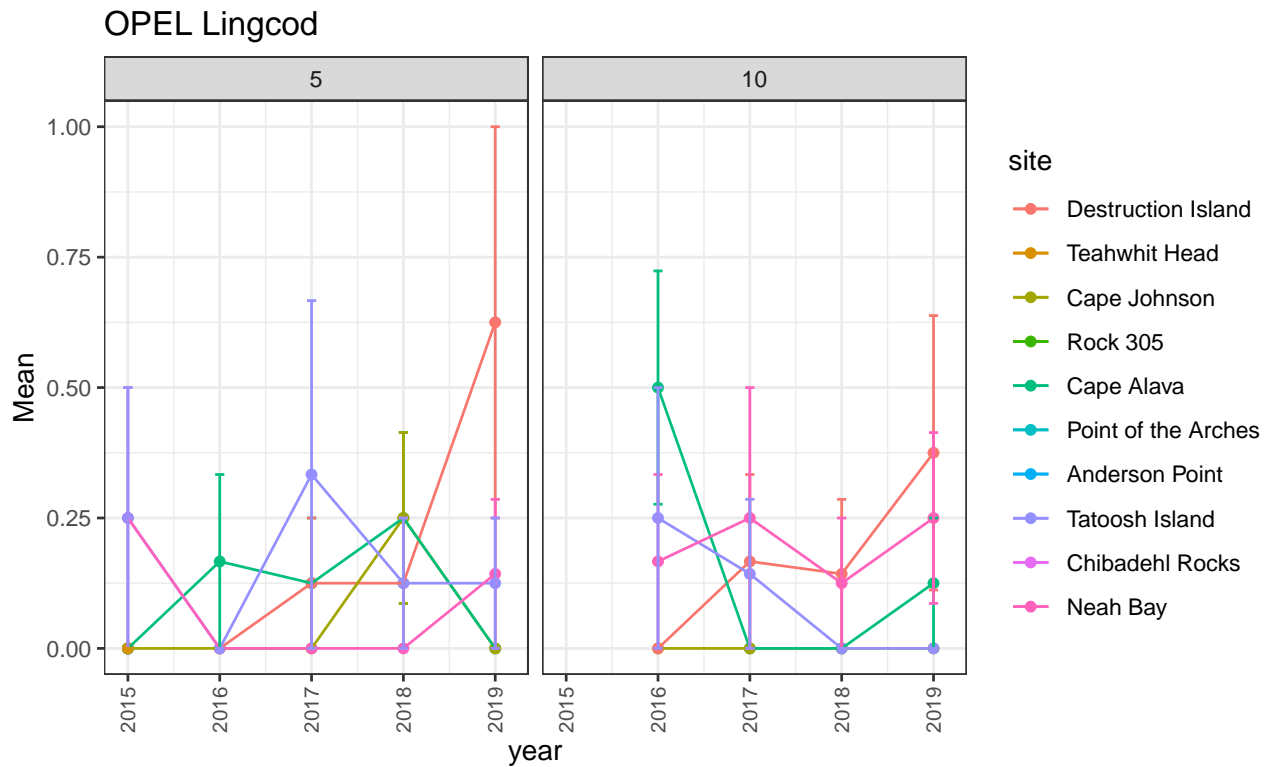 OPEL Lingcod
5
10
1.00
0.75
0.50
0.25
0.00
Mean
2015
2016
2017
2018
2019
2015
2016
2017
2018
2019
year
site
Destruction Island
Teahwhit Head
Cape Johnson
Rock 305
Cape Alava
Point of the Arches
Anderson Point
Tatoosh Island
Chibadehl Rocks
Neah Bay